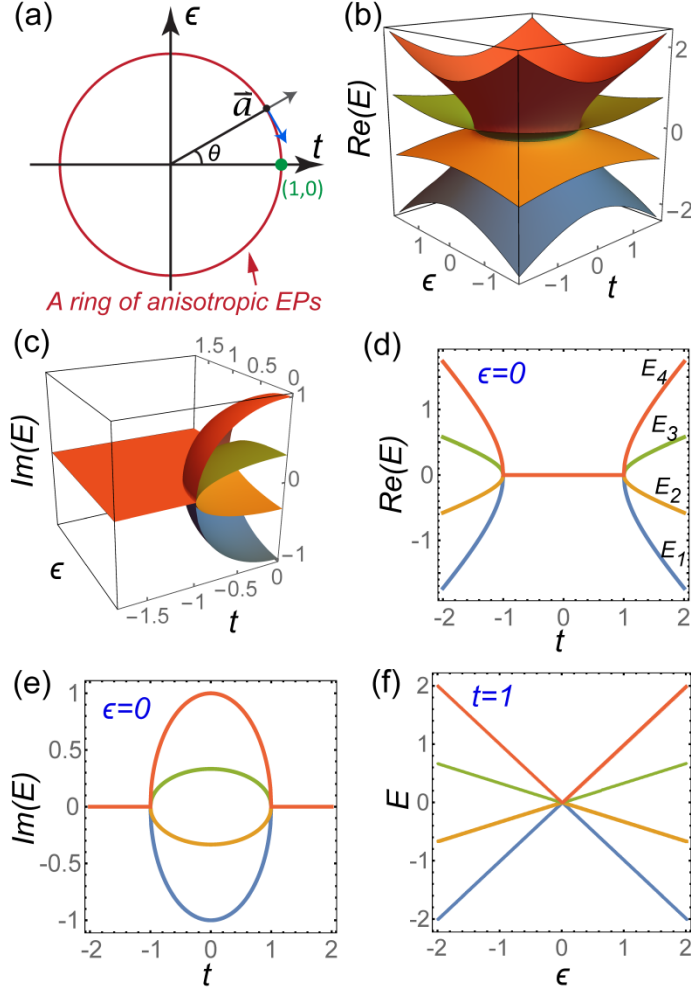 (a)
ϵ
a
θ
t
(1,0)
A ring of anisotropic EPs
(b)
Re(E)
2
0
-2
1
0
-1
ϵ
-1
0
1
t
(c)
1.5
1
0.5
0
Im(E)
1
0
-1
ϵ
-1.5
-1
-0.5
0
t
(d)
ϵ=0
Re(E)
1
0
-1
E4
E3
E2
E1
-2
-1
0
1
2
t
(e)
ϵ=0
Im(E)
1
0.5
0
-0.5
-1
-2
-1
0
1
2
t
(f)
t=1
E
2
1
0
-1
-2
-2
-1
0
1
2
ϵ